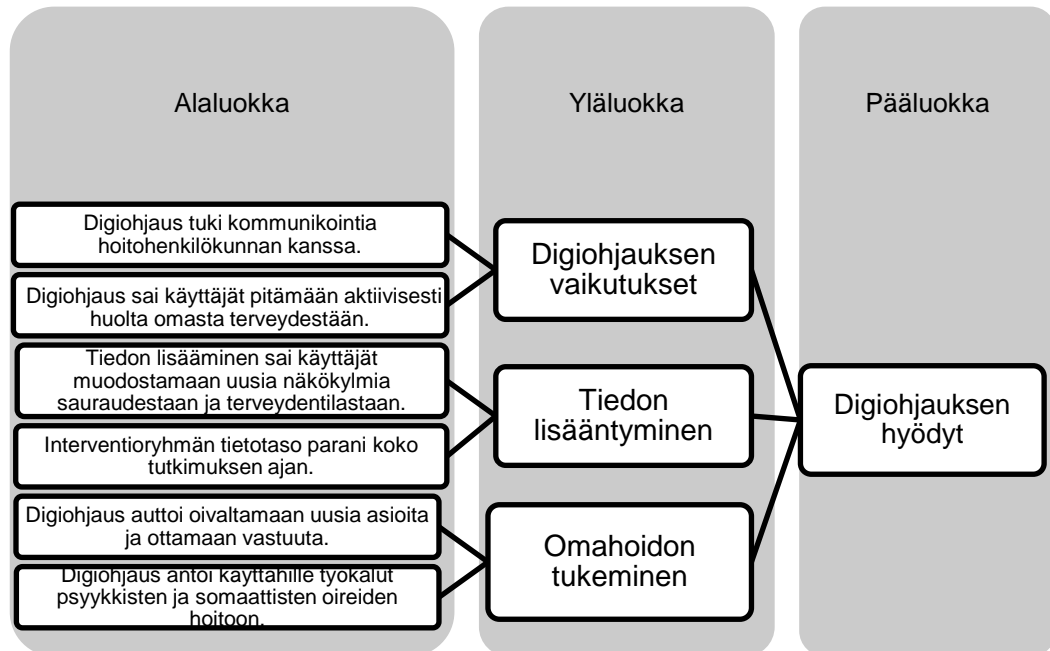 Alaluokka
Yläluokka
Pääluokka
Digiohjaus tuki kommunikointia
hoitohenkilökunnan kanssa.
Digiohjaus sai käyttäjät pitämään aktiivisesti
huolta omasta terveydestään.
Tiedon lisääminen sai käyttäjät
muodostamaan uusia näkökylmia
sauraudestaan ja terveydentilastaan.
Interventioryhmän tietotaso parani koko
tutkimuksen ajan.
Digiohjaus auttoi oivaltamaan uusia asioita
ja ottamaan vastuuta.
Digiohjaus antoi käyttähille työkalut
psyykkisten ja somaattisten oireiden
hoitoon.
Digiohjauksen
vaikutukset
Tiedon
lisääntyminen
Omahoidon
tukeminen
Digiohjauksen
hyödyt